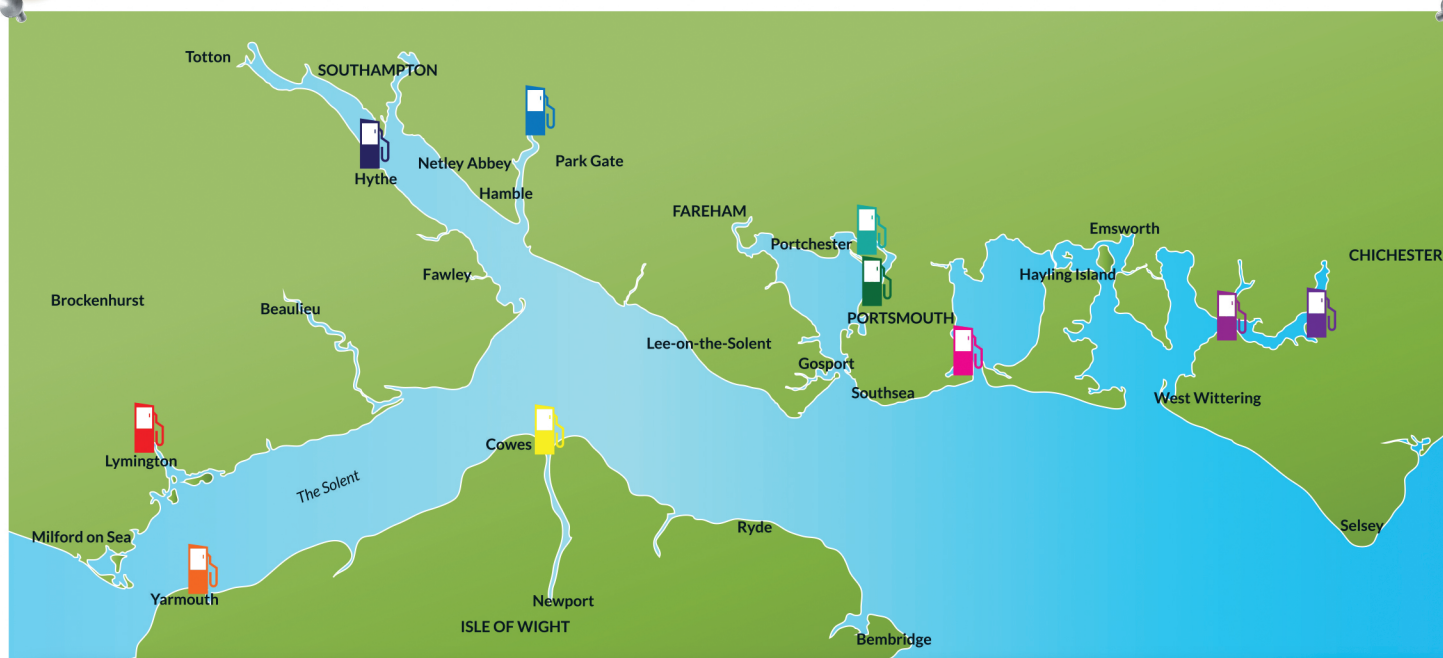 Totton
SOUTHAMPTON
Netley Abbey
Park Gate
Hythe
Hamble
FAREHAM
Emsworth
Portchester
CHICHESTER
Fawley
Hayling Island
Brockenhurst
Beaulieu
PORTSMOUTH
Lee-on-the-Solent
Gosport
Southsea
West Wittering
Cowes
Lymington
The Solent
Ryde
Selsey
Milford on Sea
Yarmouth
Newport
ISLE OF WIGHT
Bembridge